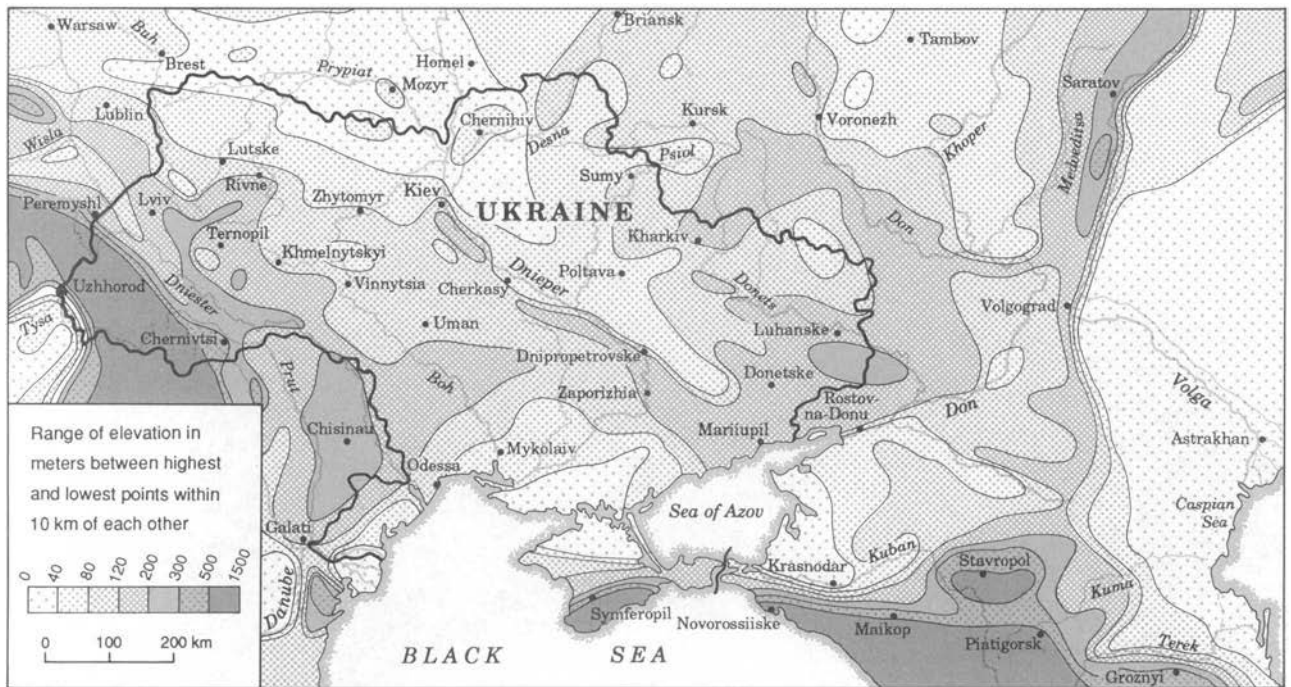 Warsaw
Buh
Brest
Prypiat
Homel
Mozyr
Briansk
Tambov
Saratov
Lublin
Wisla
Chernihiv
Desna
Kursk
Voronezh
Khoper
Medveditsa
Lutske
Rivne
Psiol
Sumy
Peremyshl
Lviv
Zhytomyr
Kiev
UKRAINE
Don
Ternopil
Khmelnytskyi
Kharkiv
Uzhhorod
Dniester
Vinnytsia
Cherkasy
Dnieper
Poltava
Donets
Volgograd
Tysa
Chernivtsi
Uman
Luhanske
Prut
Boh
Dnipropetrovske
Donetske
Zaporizhia
Rostov-
na-Donu
Don
Volga
Chisinau
Mykolaiv
Mariiupil
Astrakhan
Odessa
Sea of Azov
Caspian
Sea
Galati
Danube
Krasnodar
Kuban
Stavropol
Kuma
Symferopil
Novorossiiske
Maikop
Piatigorsk
Terek
Groznyi
BLACK SEA
Range of elevation in
meters between highest
and lowest points within
10 km of each other
0 40 80 120 200 300 500 1500
0 100 200 km